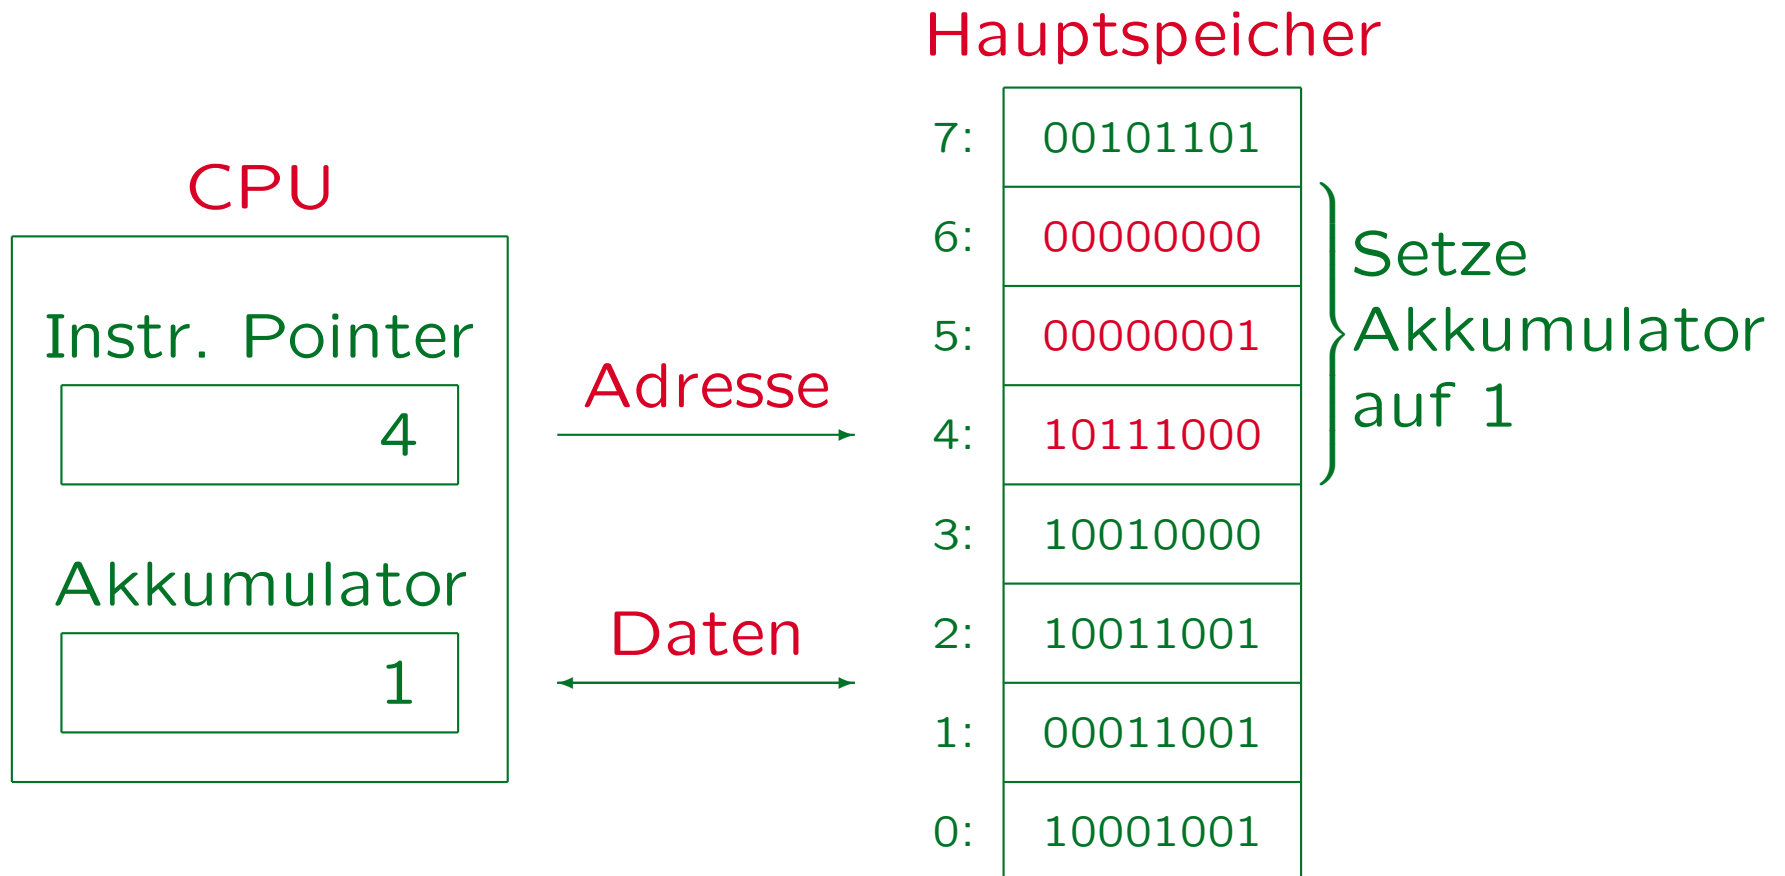 Hauptspeicher
CPU
Instr. Pointer
4
Akkumulator
1
Adresse
Daten
7: 00101101
6: 00000000
5: 00000001
4: 10111000
3: 10010000
2: 10011001
1: 00011001
0: 10001001
Setze
Akkumulator
auf 1